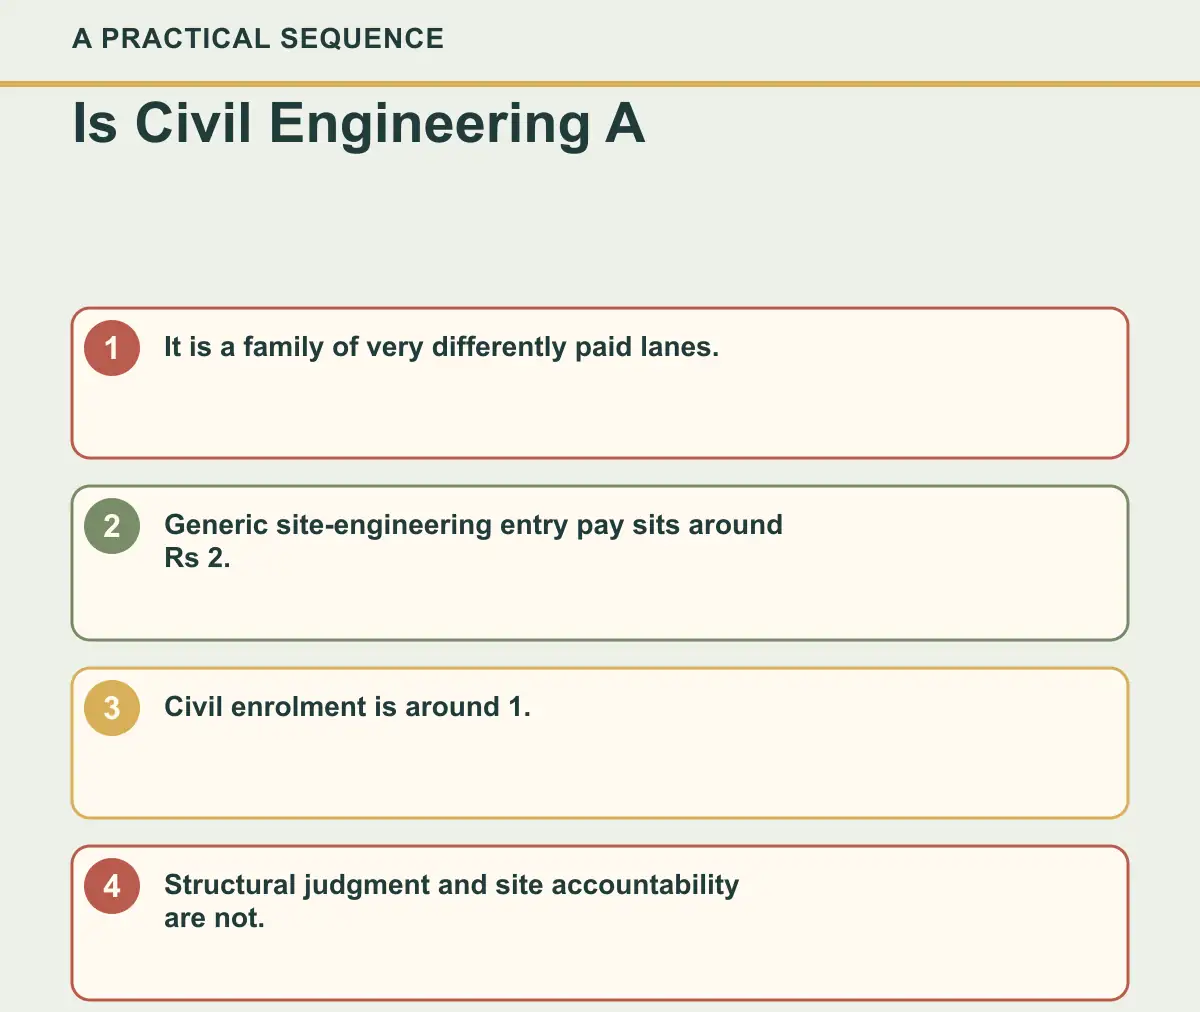 A PRACTICAL SEQUENCE
Is Civil Engineering A
1
It is a family of very differently paid lanes.
2
Generic site-engineering entry pay sits around
Rs 2.
3
Civil enrolment is around 1.
4
Structural judgment and site accountability
are not.